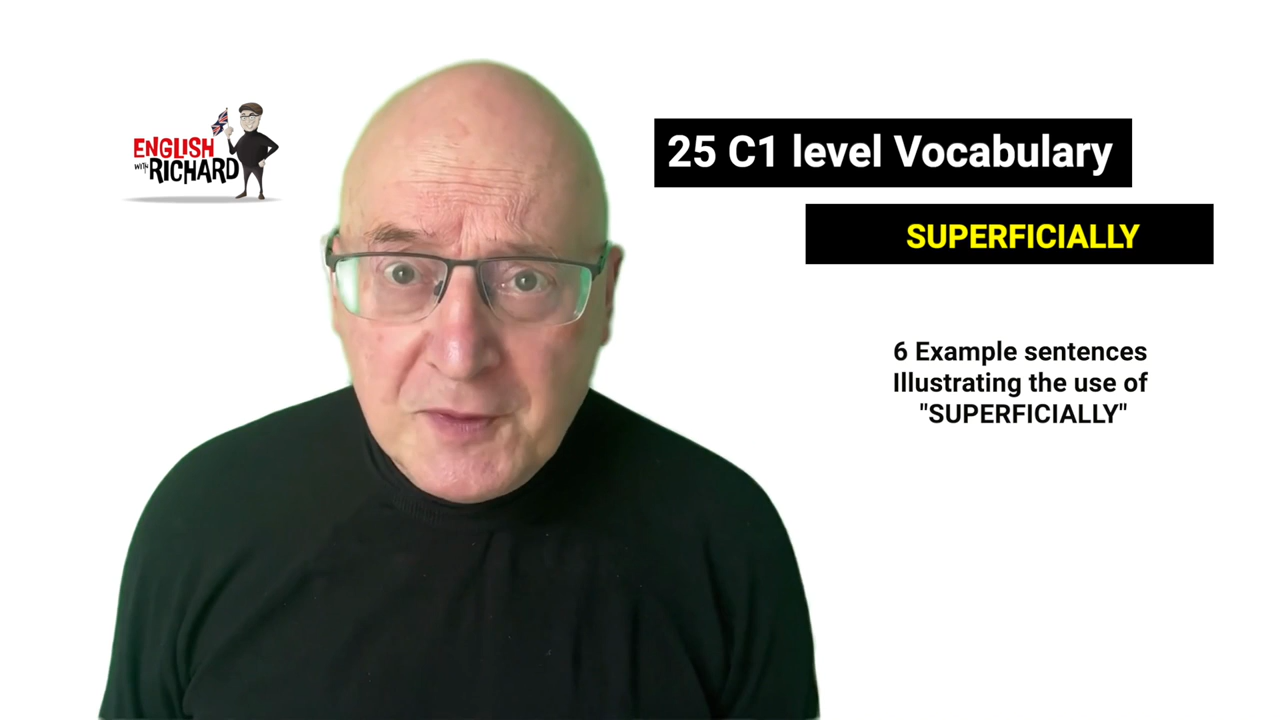 ENGLISH
WITH RICHARD
25 C1 level Vocabulary
SUPERFICIALLY
6 Example sentences
Illustrating the use of
"SUPERFICIALLY"